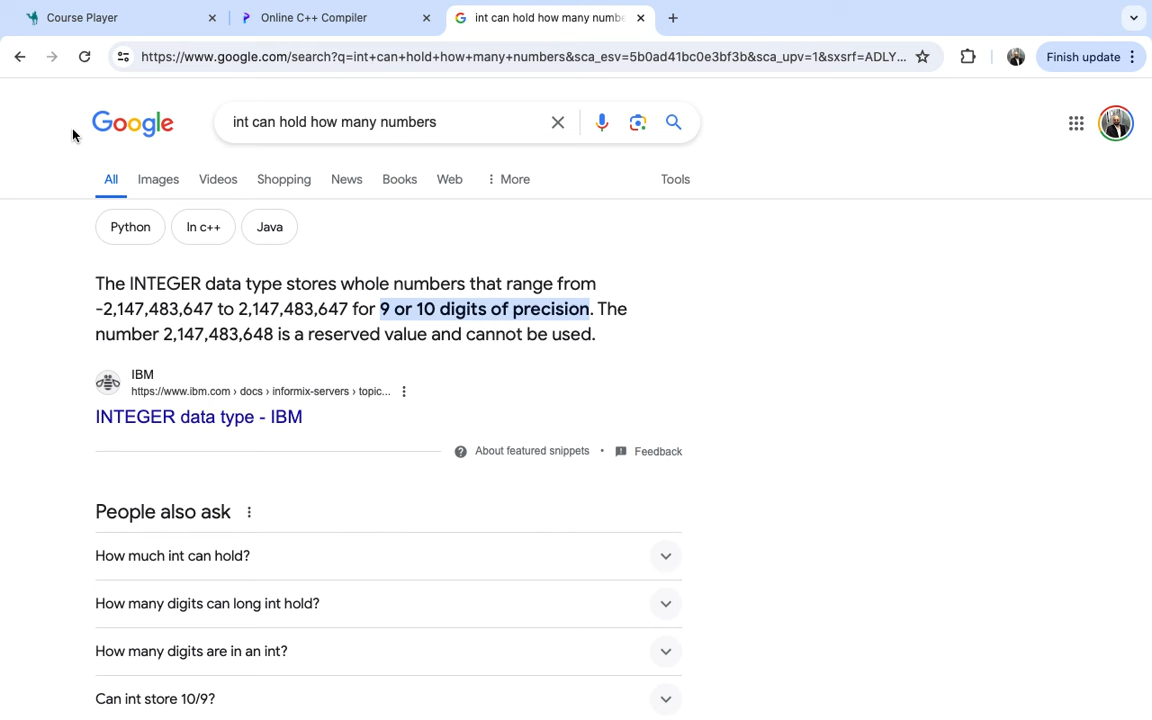 Course Player
Online C++ Compiler
int can hold how many numbe
https://www.google.com/search?q=int+can+hold+how+many+numbers&sca_esv=5b0ad41bc0e3bf3b&sca_upv=1&sxsrf=ADLY...
Finish update
Google
int can hold how many numbers
All Images Videos Shopping News Books Web More Tools
Python In c++ Java
The INTEGER data type stores whole numbers that range from
-2,147,483,647 to 2,147,483,647 for 9 or 10 digits of precision. The
number 2,147,483,648 is a reserved value and cannot be used.
IBM
https://www.ibm.com › docs › informix-servers › topic...
INTEGER data type - IBM
About featured snippets • Feedback
People also ask
How much int can hold?
How many digits can long int hold?
How many digits are in an int?
Can int store 10/9?